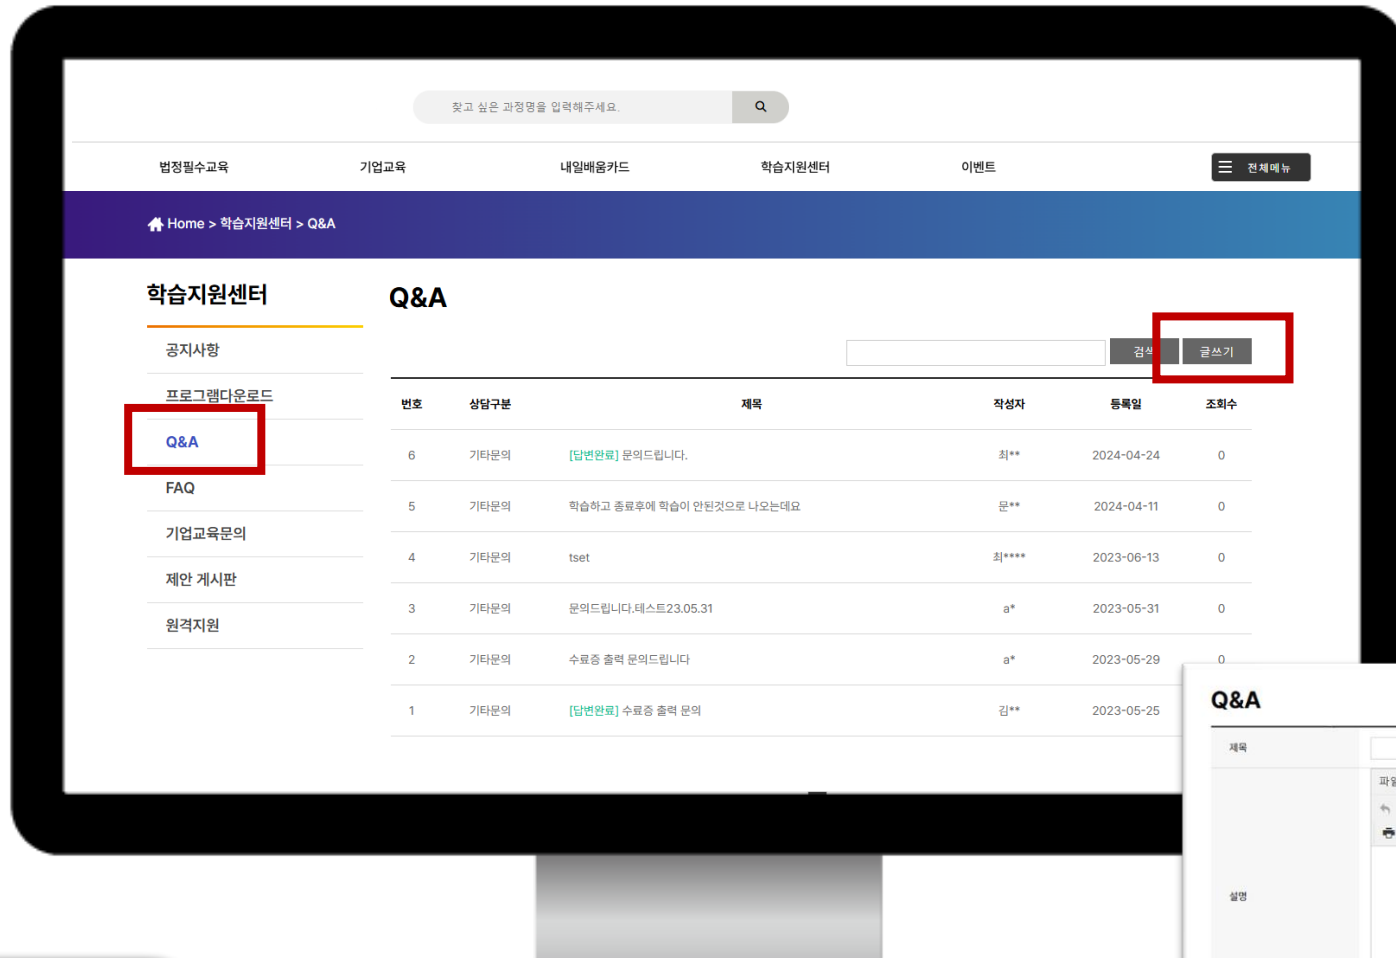 찾고 싶은 과정명을 입력해주세요.
법정필수교육 기업교육 내일배움카드 학습지원센터 이벤트 전체메뉴
Home > 학습지원센터 > Q&A
학습지원센터
공지사항
프로그램다운로드
Q&A
FAQ
기업교육문의
제안 게시판
원격지원
Q&A
글쓰기
번호 상담구분 제목 작성자 등록일 조회수
6 기타문의 [답변완료] 문의드립니다. 최** 2024-04-24 0
5 기타문의 학습하고 종료후에 학습이 안된것으로 나오는데요 문** 2024-04-11 0
4 기타문의 tset 최**** 2023-06-13 0
3 기타문의 문의드립니다.테스트23.05.31 a* 2023-05-31 0
2 기타문의 수료증 출력 문의드립니다 a* 2023-05-29 0
1 기타문의 [답변완료] 수료증 출력 문의 김** 2023-05-25
Q&A
제목
설명